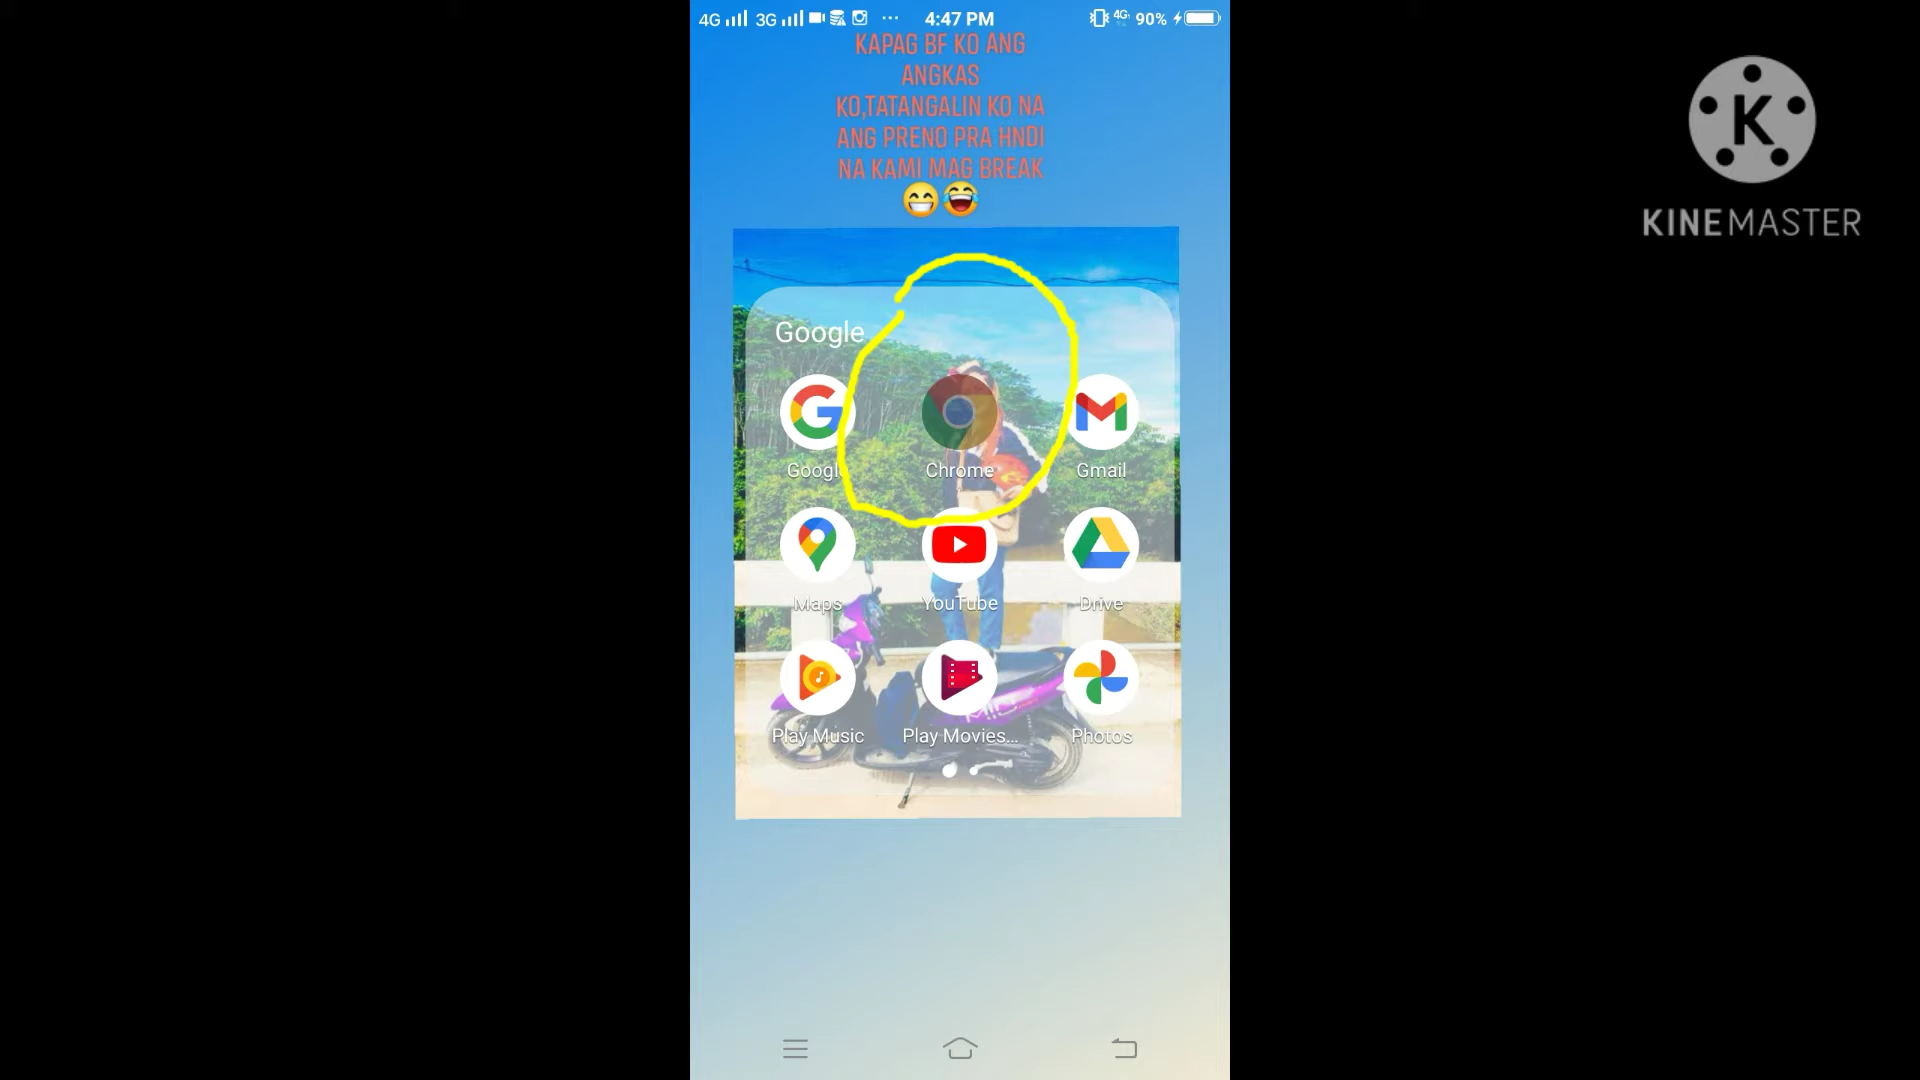 4G 3G 4:47 PM 4G 90%
KAPAG BF KO ANG
ANGKAS
KO,TATANGALIN KO NA
ANG PRENO PRA HNDI
NA KAMI MAG BREAK
😁😂
K
KINEMASTER
Google
Google Chrome Gmail
Maps YouTube Drive
Play Music Play Movies... Photos